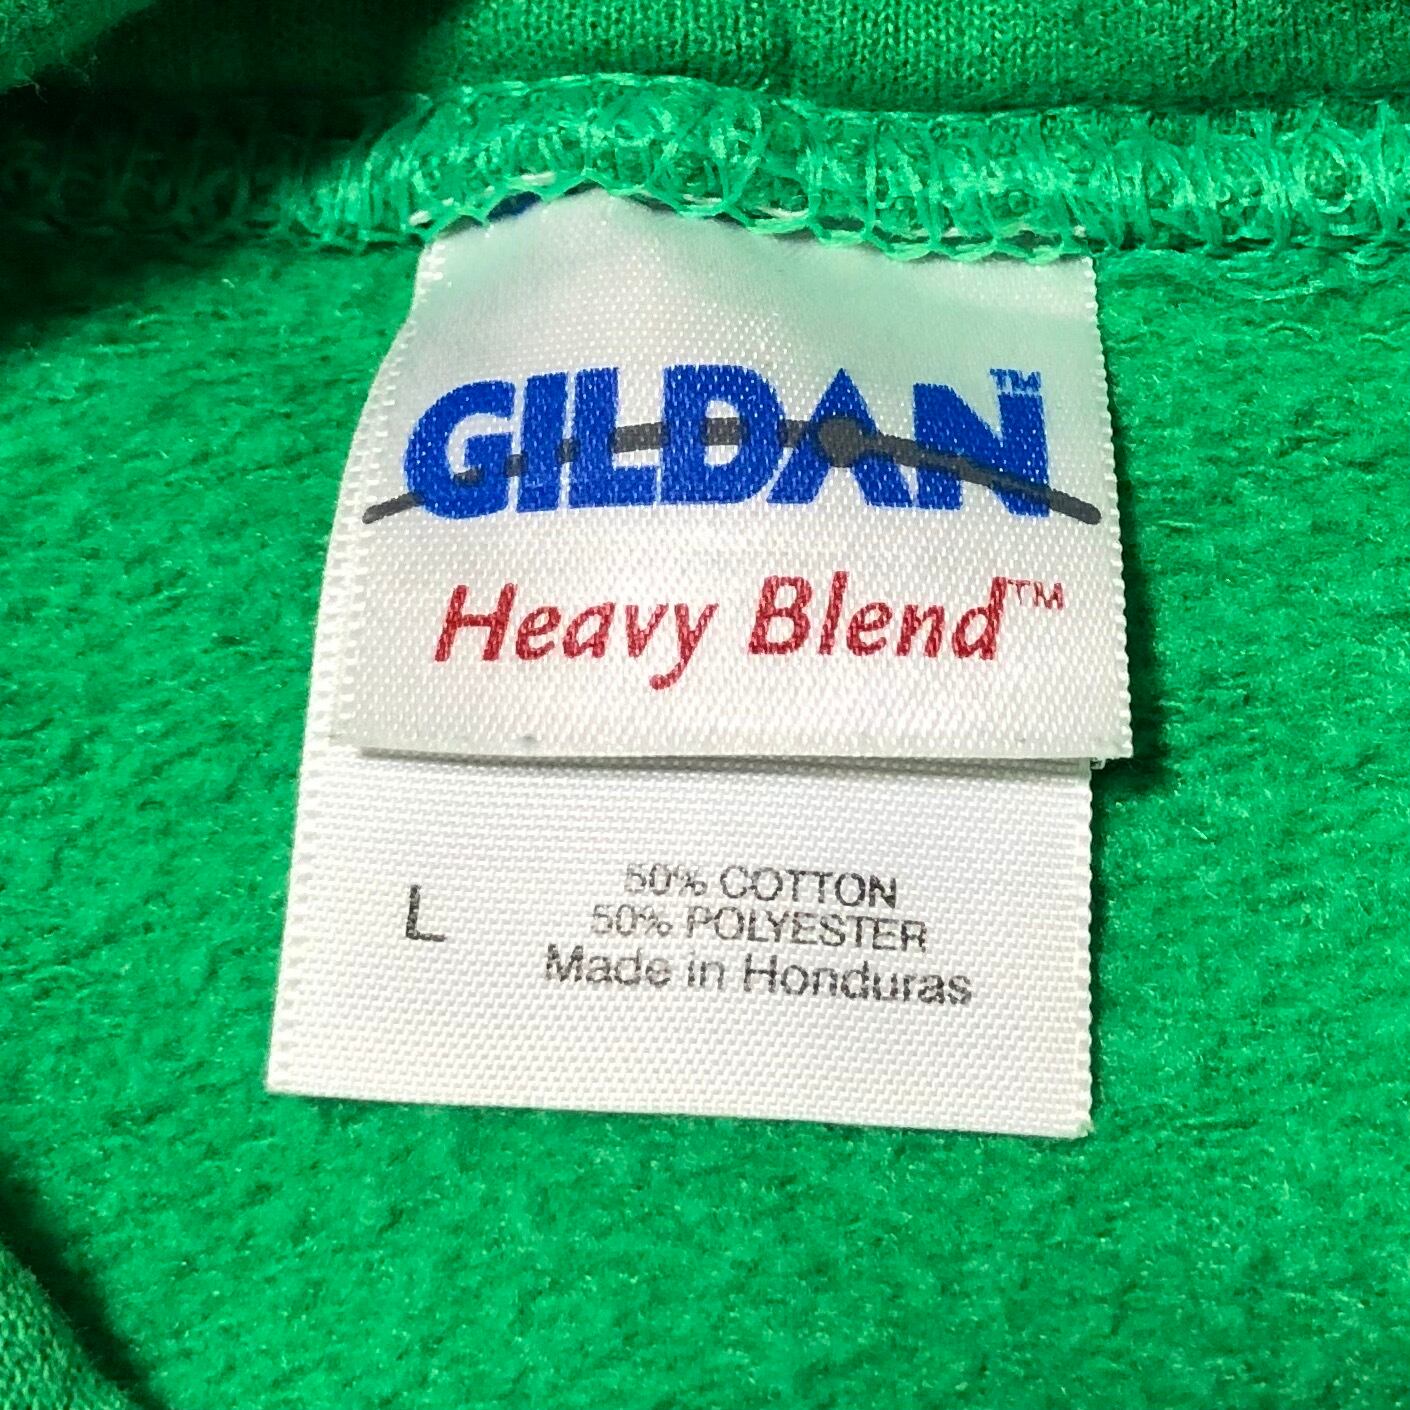 GILDAN™
Heavy Blend™
L
50% COTTON
50% POLYESTER
Made in Honduras